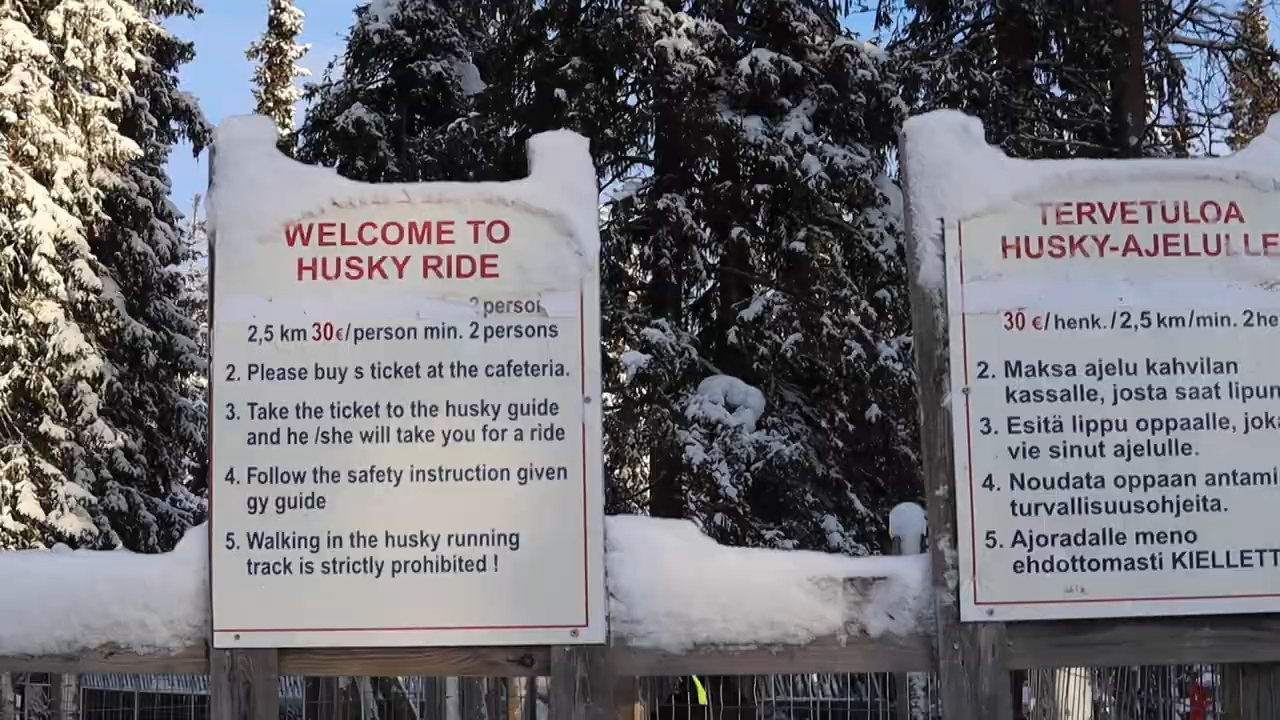 WELCOME TO
HUSKY RIDE
2,5 km 30€/person min. 2 persons
2. Please buy s ticket at the cafeteria.
3. Take the ticket to the husky guide
and he /she will take you for a ride
4. Follow the safety instruction given
gy guide
5. Walking in the husky running
track is strictly prohibited !
TERVETULOA
HUSKY-AJELULLE
30 €/henk./2,5 km/min. 2he
2. Maksa ajelu kahvilan
kassalle, josta saat lipun
3. Esitä lippu oppaalle, joka
vie sinut ajelulle.
4. Noudata oppaan antami
turvallisuusohjeita.
5. Ajoradalle meno
ehdottomasti KIELLETT